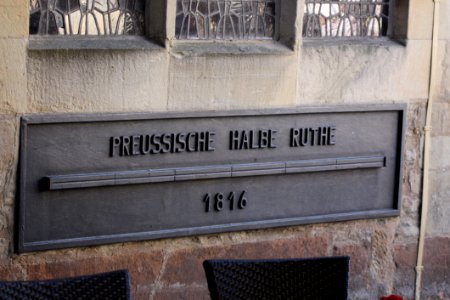 PREUSSISCHE HALBE RUTHE
1816